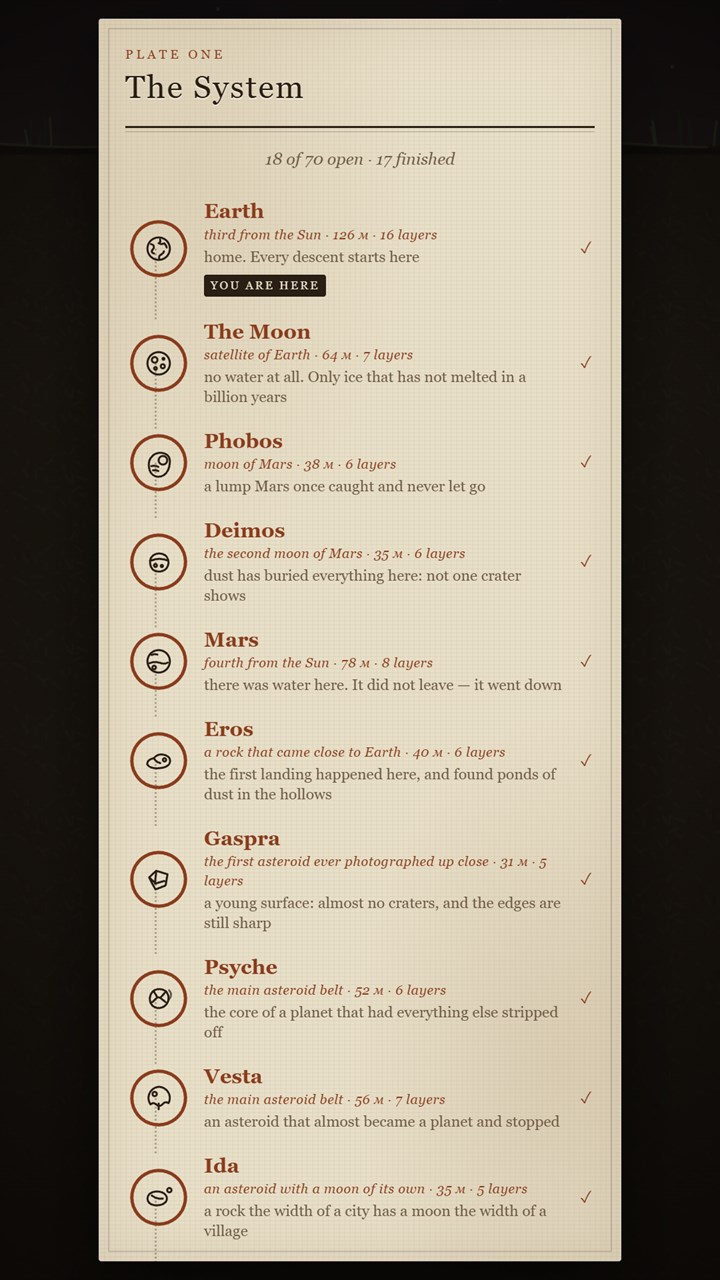 PLATE ONE
The System
18 of 70 open · 17 finished
Earth
third from the Sun · 126 м · 16 layers
home. Every descent starts here
YOU ARE HERE
The Moon
satellite of Earth · 64 м · 7 layers
no water at all. Only ice that has not melted in a
billion years
Phobos
moon of Mars · 38 м · 6 layers
a lump Mars once caught and never let go
Deimos
the second moon of Mars · 35 м · 6 layers
dust has buried everything here: not one crater
shows
Mars
fourth from the Sun · 78 м · 8 layers
there was water here. It did not leave — it went down
Eros
a rock that came close to Earth · 40 м · 6 layers
the first landing happened here, and found ponds of
dust in the hollows
Gaspra
the first asteroid ever photographed up close · 31 м · 5
layers
a young surface: almost no craters, and the edges are
still sharp
Psyche
the main asteroid belt · 52 м · 6 layers
the core of a planet that had everything else stripped
off
Vesta
the main asteroid belt · 56 м · 7 layers
an asteroid that almost became a planet and stopped
Ida
an asteroid with a moon of its own · 35 м · 5 layers
a rock the width of a city has a moon the width of a
village